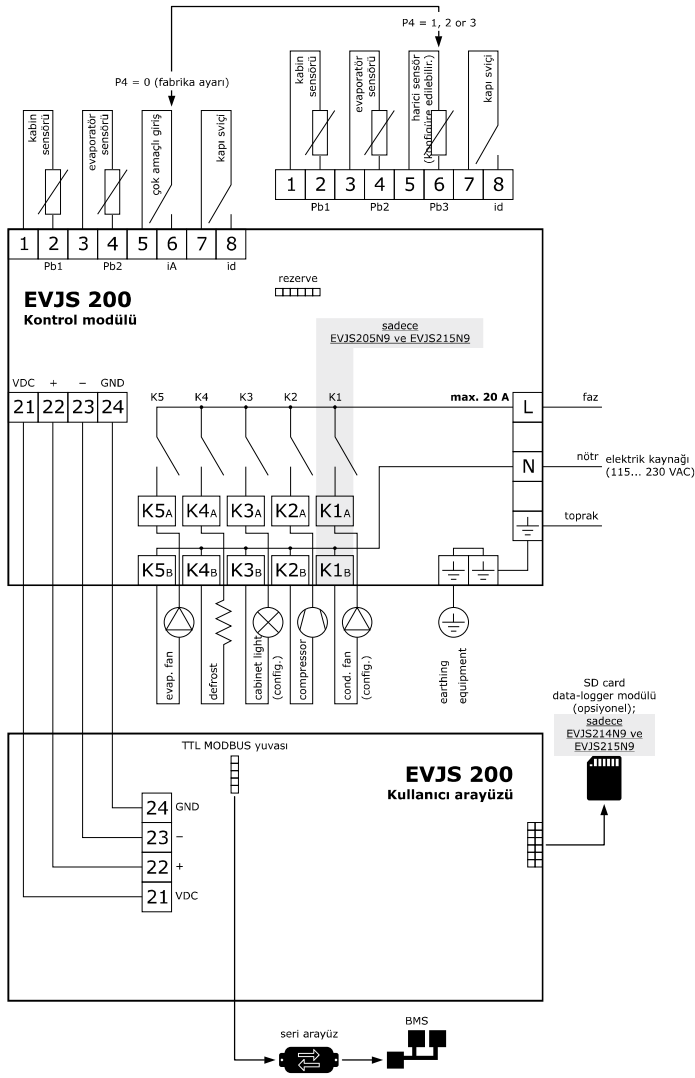 P4 = 1, 2 or 3
P4 = 0 (fabrika ayarı)
kabin
sensörü
evaporatör
sensörü
harici sensör
(konfigüre edilebilir.)
kapı sviçi
1 2 3 4 5 6 7 8
Pb1 Pb2 Pb3 id
kabin
sensörü
evaporatör
sensörü
çok amaçlı giriş
kapı sviçi
1 2 3 4 5 6 7 8
Pb1 Pb2 iA id
EVJS 200
Kontrol modülü
rezerve
sadece
EVJS205N9 ve EVJS215N9
VDC + − GND
21 22 23 24
K5 K4 K3 K2 K1
max. 20 A
L
faz
N
nötr
elektrik kaynağı
(115... 230 VAC)
toprak
K5A K4A K3A K2A K1A
K5B K4B K3B K2B K1B
evap. fan
defrost
cabinet light
(config.)
compressor
cond. fan
(config.)
earthing
equipment
SD card
data-logger modülü
(opsiyonel);
sadece
EVJS214N9 ve
EVJS215N9
TTL MODBUS yuvası
EVJS 200
Kullanıcı arayüzü
24 GND
23 −
22 +
21 VDC
seri arayüz
BMS